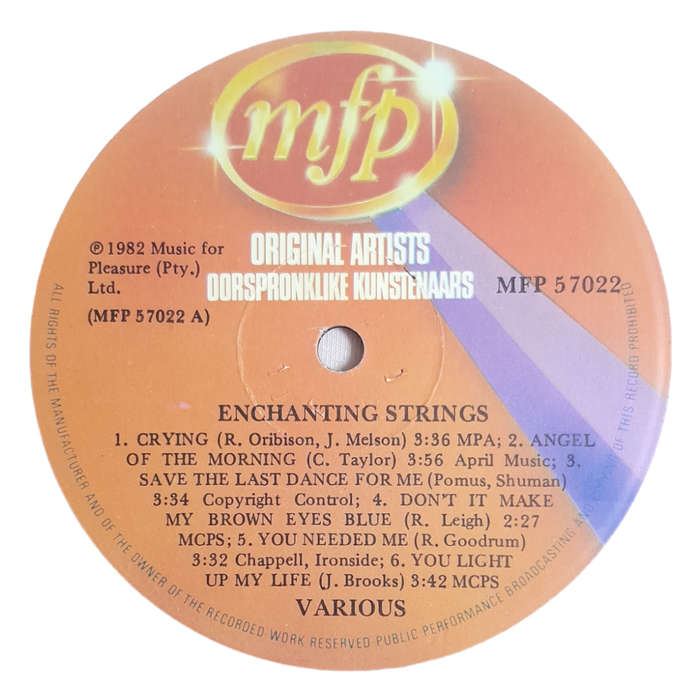 mfp
ORIGINAL ARTISTS
OORSPRONKLIKE KUNSTENAARS
℗ 1982 Music for
Pleasure (Pty.)
Ltd.
(MFP 57022 A)
MFP 57022
ENCHANTING STRINGS
1. CRYING (R. Oribison, J. Melson) 3:36 MPA; 2. ANGEL
OF THE MORNING (C. Taylor) 3:56 April Music; 3.
SAVE THE LAST DANCE FOR ME (Pomus, Shuman)
3:34 Copyright Control; 4. DON'T IT MAKE
MY BROWN EYES BLUE (R. Leigh) 2:27
MCPS; 5. YOU NEEDED ME (R. Goodrum)
3:32 Chappell, Ironside; 6. YOU LIGHT
UP MY LIFE (J. Brooks) 3:42 MCPS
VARIOUS
ALL RIGHTS OF THE MANUFACTURER AND OF THE OWNER OF THE RECORDED WORK RESERVED·PUBLIC PERFORMANCE BROADCASTING AND OF THIS RECORD PROHIBITED